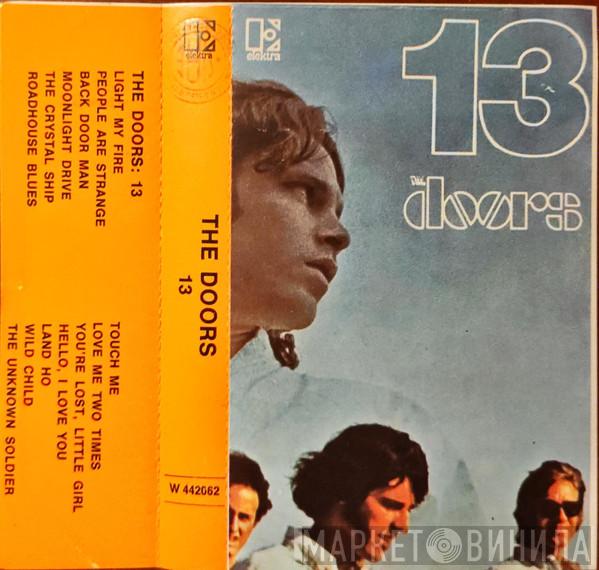 THE DOORS: 13
LIGHT MY FIRE
PEOPLE ARE STRANGE
BACK DOOR MAN
MOONLIGHT DRIVE
THE CRYSTAL SHIP
ROADHOUSE BLUES
TOUCH ME
LOVE ME TWO TIMES
YOU'RE LOST, LITTLE GIRL
HELLO, I LOVE YOU
LAND HO
WILD CHILD
THE UNKNOWN SOLDIER
elektra
THE DOORS
13
W 442062
elektra
13
THE
doors
МАРКЕТ ВИНИЛА